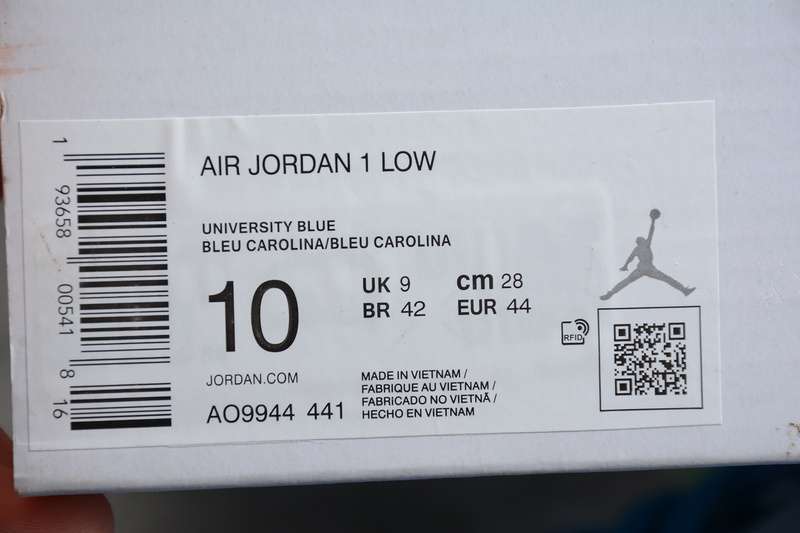 1 93658 00541 8 16
AIR JORDAN 1 LOW
UNIVERSITY BLUE
BLEU CAROLINA/BLEU CAROLINA
10
UK 9 cm 28
BR 42 EUR 44
JORDAN.COM
AO9944 441
MADE IN VIETNAM /
FABRIQUE AU VIETNAM /
FABRICADO NO VIETNÃ /
HECHO EN VIETNAM
RFID